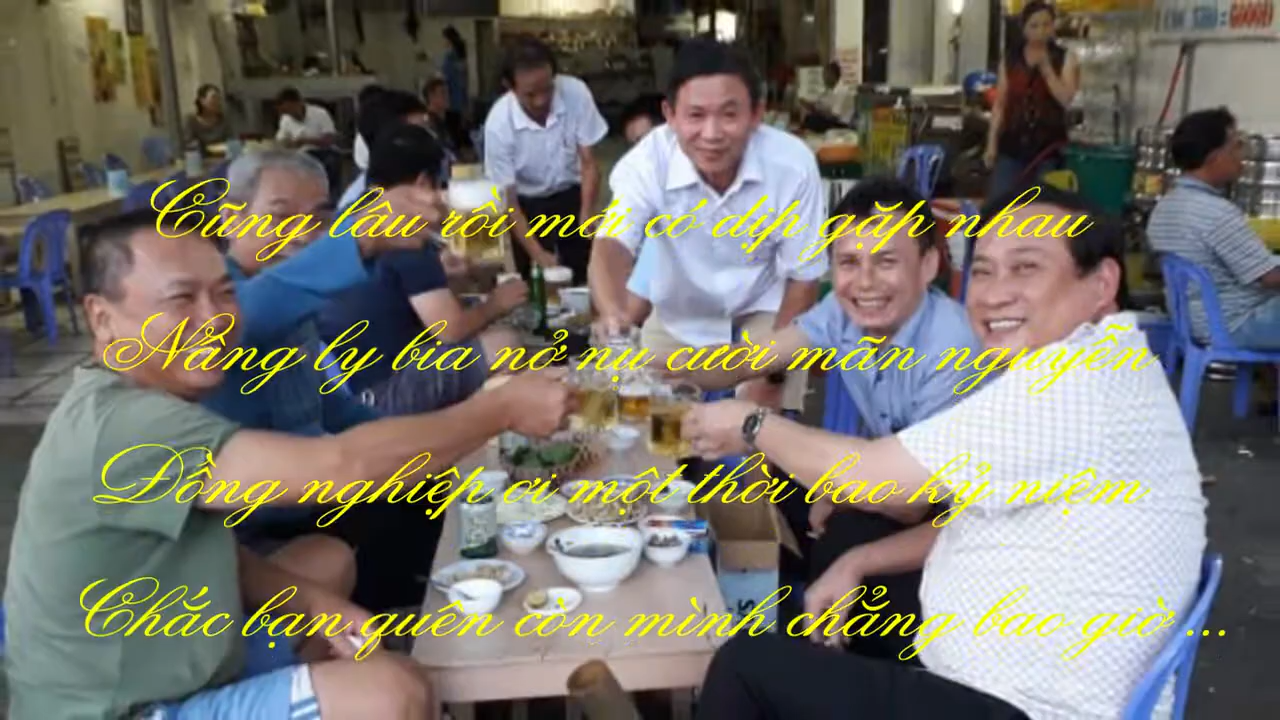 Cũng lâu rồi mới có dịp gặp nhau
Nâng ly bia nở nụ cười mãn nguyễn
Đồng nghiệp ơi một thời bao kỷ niệm
Chắc bạn quên còn mình chẳng bao giờ ...